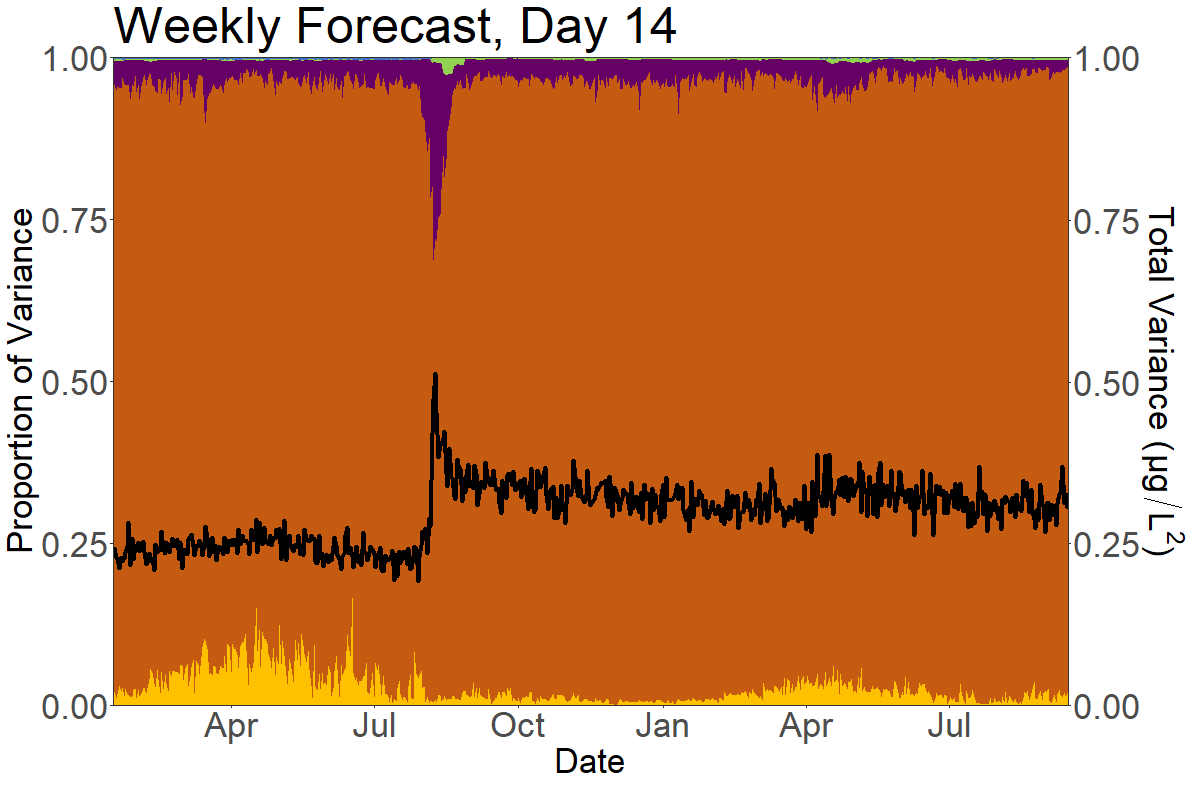 Weekly Forecast, Day 14
1.00
0.75
0.50
0.25
0.00
Proportion of Variance
1.00
0.75
0.50
0.25
0.00
Total Variance (µg/L²)
Apr
Jul
Oct
Jan
Apr
Jul
Date